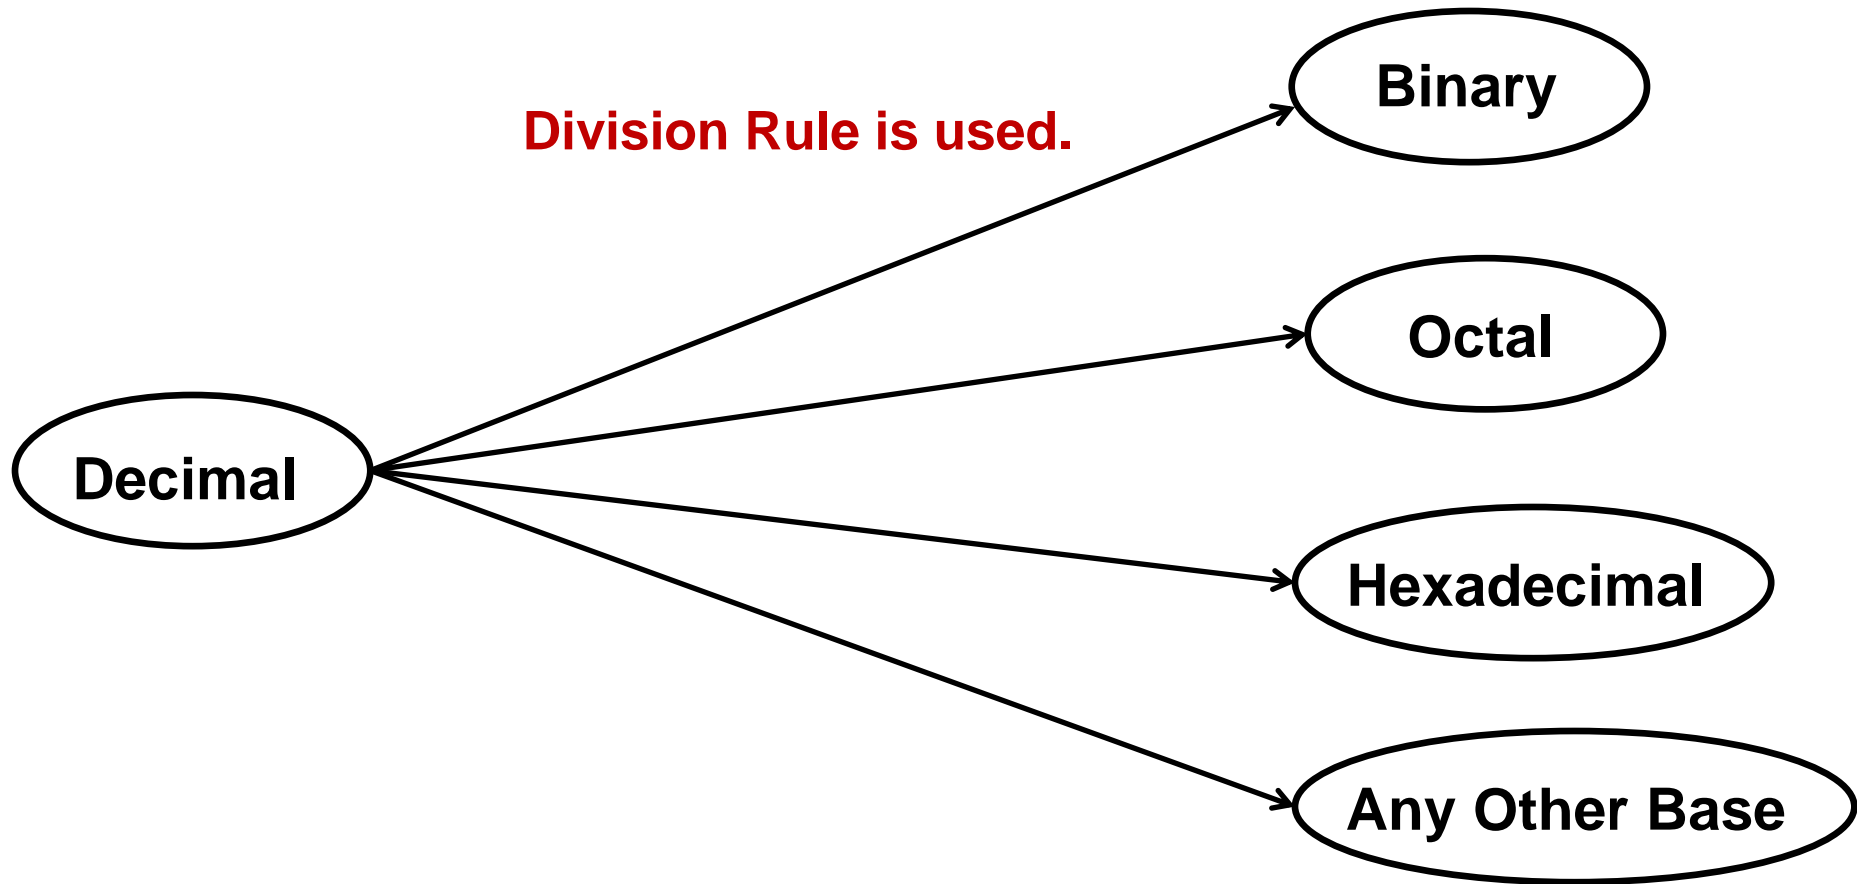 Division Rule is used.
Binary
Octal
Decimal
Hexadecimal
Any Other Base